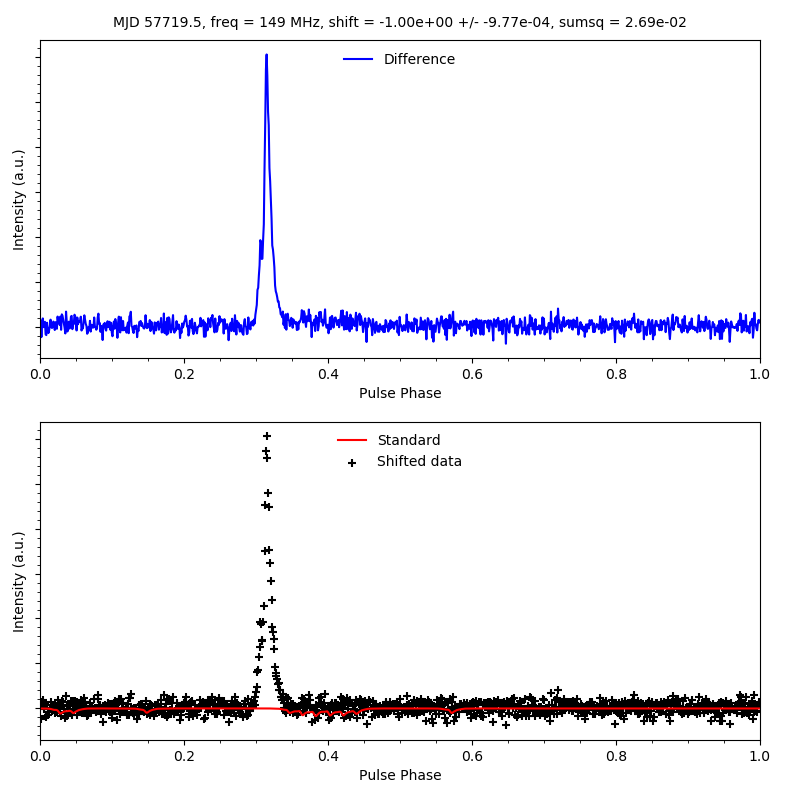 MJD 57719.5, freq = 149 MHz, shift = -1.00e+00 +/- -9.77e-04, sumsq = 2.69e-02
Difference
Intensity (a.u.)
0.0 0.2 0.4 0.6 0.8 1.0
Pulse Phase
Standard
Shifted data
Intensity (a.u.)
0.0 0.2 0.4 0.6 0.8 1.0
Pulse Phase